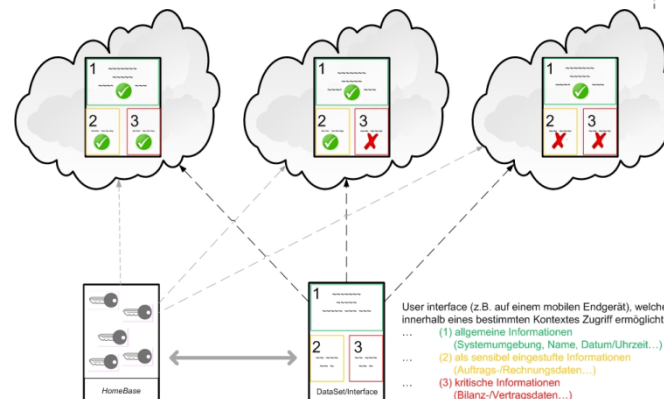 1
2
3
1
2
3
1
2
3
1
2
3
HomeBase
DataSet/Interface
User interface (z.B. auf einem mobilen Endgerät), welche
innerhalb eines bestimmten Kontextes Zugriff ermöglicht
... (1) allgemeine Informationen
(Systemumgebung, Name, Datum/Uhrzeit...)
... (2) als sensibel eingestufte Informationen
(Auftrags-/Rechnungsdaten...)
... (3) kritische Informationen
(Bilanz-/Vertragsdaten...)